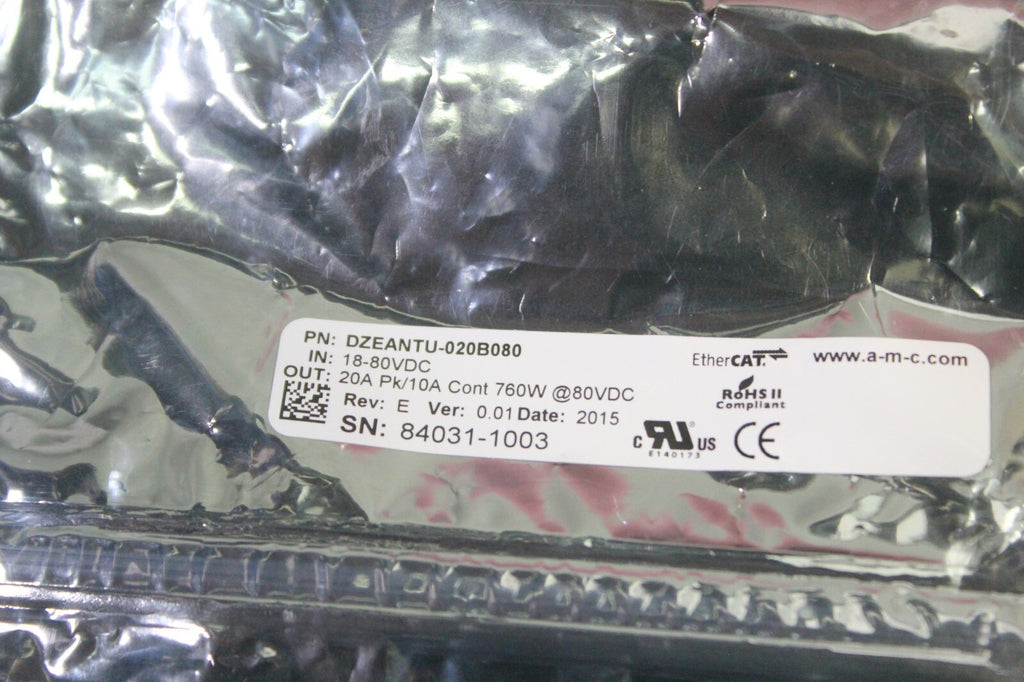 PN: DZEANTU-020B080
IN: 18-80VDC
OUT: 20A Pk/10A Cont 760W @80VDC
Rev: E Ver: 0.01 Date: 2015
SN: 84031-1003
EtherCAT.
www.a-m-c.com
RoHS II
Compliant
c RU ® US
E140173
CE